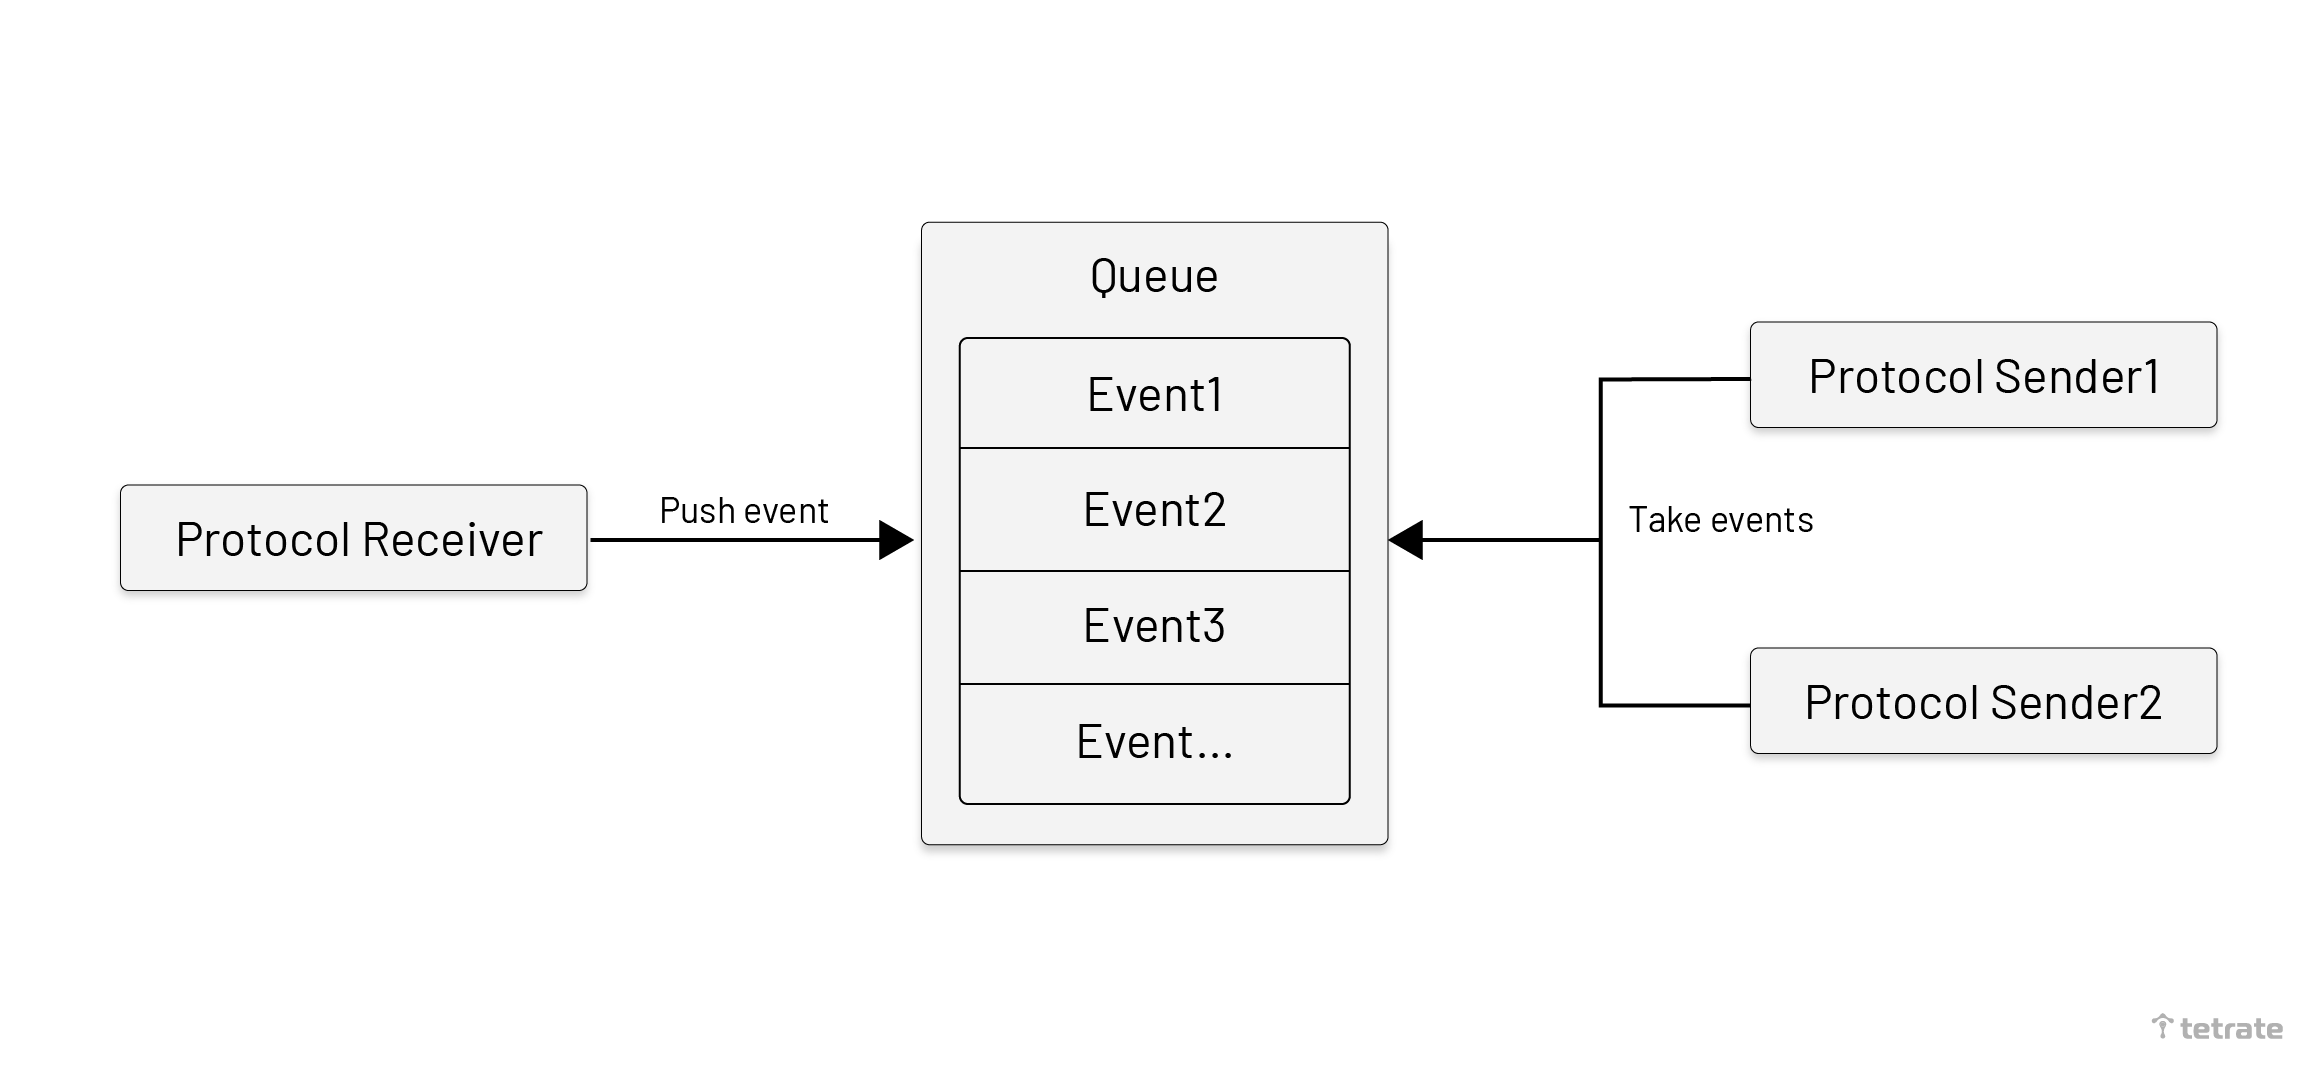 Queue
Event1
Event2
Event3
Event...
Protocol Receiver
Push event
Take events
Protocol Sender1
Protocol Sender2
tetrate